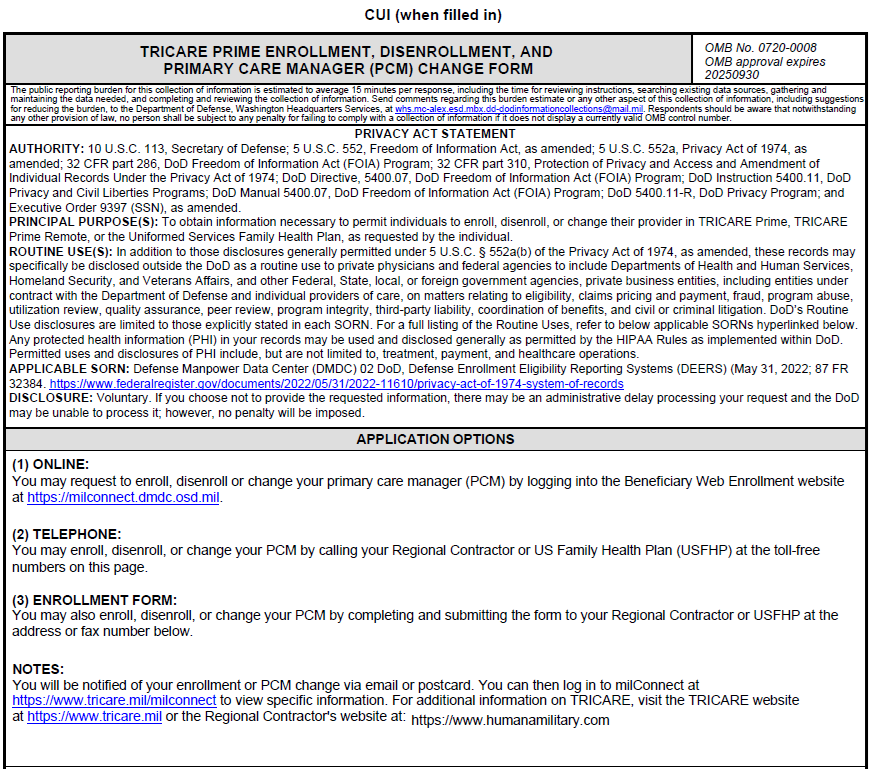 CUI (when filled in)
TRICARE PRIME ENROLLMENT, DISENROLLMENT, AND
PRIMARY CARE MANAGER (PCM) CHANGE FORM
OMB No. 0720-0008
OMB approval expires
20250930
The public reporting burden for this collection of information is estimated to average 15 minutes per response, including the time for reviewing instructions, searching existing data sources, gathering and
maintaining the data needed, and completing and reviewing the collection of information. Send comments regarding this burden estimate or any other aspect of this collection of information, including suggestions
for reducing the burden, to the Department of Defense, Washington Headquarters Services, at whs.mc-alex.esd.mbx.dd-dodinformationcollections@mail.mil. Respondents should be aware that notwithstanding
any other provision of law, no person shall be subject to any penalty for failing to comply with a collection of information if it does not display a currently valid OMB control number.
PRIVACY ACT STATEMENT
AUTHORITY: 10 U.S.C. 113, Secretary of Defense; 5 U.S.C. 552, Freedom of Information Act, as amended; 5 U.S.C. 552a, Privacy Act of 1974, as
amended; 32 CFR part 286, DoD Freedom of Information Act (FOIA) Program; 32 CFR part 310, Protection of Privacy and Access and Amendment of
Individual Records Under the Privacy Act of 1974; DoD Directive, 5400.07, DoD Freedom of Information Act (FOIA) Program; DoD Instruction 5400.11, DoD
Privacy and Civil Liberties Programs; DoD Manual 5400.07, DoD Freedom of Information Act (FOIA) Program; DoD 5400.11-R, DoD Privacy Program; and
Executive Order 9397 (SSN), as amended.
PRINCIPAL PURPOSE(S): To obtain information necessary to permit individuals to enroll, disenroll, or change their provider in TRICARE Prime, TRICARE
Prime Remote, or the Uniformed Services Family Health Plan, as requested by the individual.
ROUTINE USE(S): In addition to those disclosures generally permitted under 5 U.S.C. § 552a(b) of the Privacy Act of 1974, as amended, these records may
specifically be disclosed outside the DoD as a routine use to private physicians and federal agencies to include Departments of Health and Human Services,
Homeland Security, and Veterans Affairs, and other Federal, State, local, or foreign government agencies, private business entities, including entities under
contract with the Department of Defense and individual providers of care, on matters relating to eligibility, claims pricing and payment, fraud, program abuse,
utilization review, quality assurance, peer review, program integrity, third-party liability, coordination of benefits, and civil or criminal litigation. DoD's Routine
Use disclosures are limited to those explicitly stated in each SORN. For a full listing of the Routine Uses, refer to below applicable SORNs hyperlinked below.
Any protected health information (PHI) in your records may be used and disclosed generally as permitted by the HIPAA Rules as implemented within DoD.
Permitted uses and disclosures of PHI include, but are not limited to, treatment, payment, and healthcare operations.
APPLICABLE SORN: Defense Manpower Data Center (DMDC) 02 DoD, Defense Enrollment Eligibility Reporting Systems (DEERS) (May 31, 2022; 87 FR
32384. https://www.federalregister.gov/documents/2022/05/31/2022-11610/privacy-act-of-1974-system-of-records
DISCLOSURE: Voluntary. If you choose not to provide the requested information, there may be an administrative delay processing your request and the DoD
may be unable to process it; however, no penalty will be imposed.
APPLICATION OPTIONS
(1) ONLINE:
You may request to enroll, disenroll or change your primary care manager (PCM) by logging into the Beneficiary Web Enrollment website
at https://milconnect.dmdc.osd.mil.
(2) TELEPHONE:
You may enroll, disenroll, or change your PCM by calling your Regional Contractor or US Family Health Plan (USFHP) at the toll-free
numbers on this page.
(3) ENROLLMENT FORM:
You may also enroll, disenroll, or change your PCM by completing and submitting the form to your Regional Contractor or USFHP at the
address or fax number below.
NOTES:
You will be notified of your enrollment or PCM change via email or postcard. You can then log in to milConnect at
https://www.tricare.mil/milconnect to view specific information. For additional information on TRICARE, visit the TRICARE website
at https://www.tricare.mil or the Regional Contractor's website at: https://www.humanamilitary.com